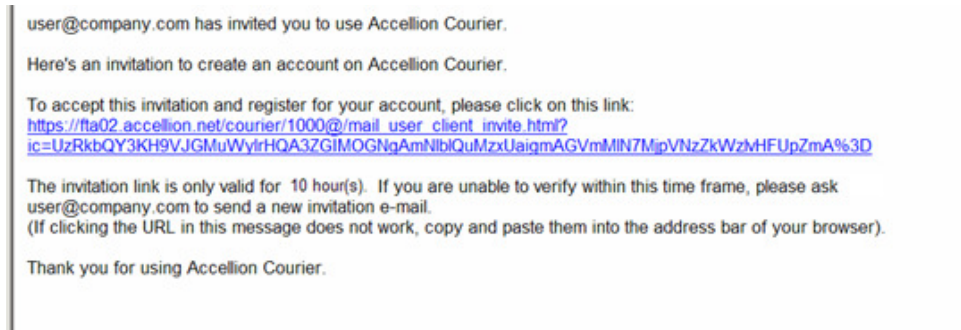 user@company.com has invited you to use Accellion Courier.
Here's an invitation to create an account on Accellion Courier.
To accept this invitation and register for your account, please click on this link:
https://fta02.accellion.net/courier/1000@/mail_user_client_invite.html?
ic=UzRkbQY3KH9VJGMuWylrHQA3ZGIMOGNgAmNlblQuMzxUaigmAGVmMlN7MjpVNzZkWzlvHFUpZmA%3D
The invitation link is only valid for 10 hour(s). If you are unable to verify within this time frame, please ask
user@company.com to send a new invitation e-mail.
(If clicking the URL in this message does not work, copy and paste them into the address bar of your browser).
Thank you for using Accellion Courier.